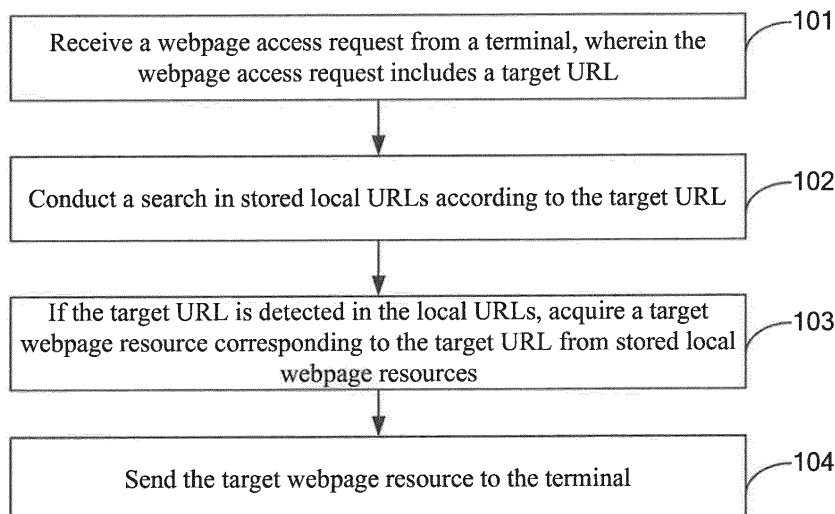 101
Receive a webpage access request from a terminal, wherein the
webpage access request includes a target URL
102
Conduct a search in stored local URLs according to the target URL
If the target URL is detected in the local URLs, acquire a target
webpage resource corresponding to the target URL from stored local
webpage resources
103
Send the target webpage resource to the terminal
104